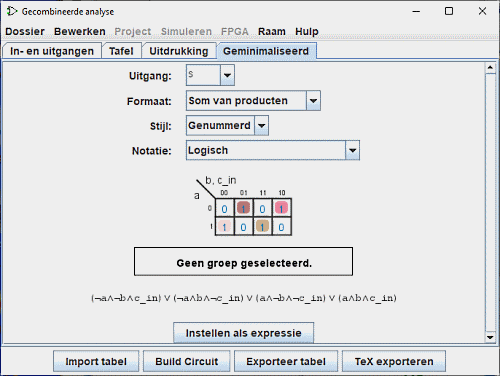 Gecombineerde analyse
Dossier Bewerken Project Simuleren FPGA Raam Hulp
In- en uitgangen Tafel Uitdrukking Geminimaliseerd
Uitgang: s
Formaat: Som van producten
Stijl: Genummerd
Notatie: Logisch
b, c_in
a 00 01 11 10
0 0 1 0 1
1 1 0 1 0
Geen groep geselecteerd.
(¬a∧¬b∧c_in)∨(¬a∧b∧¬c_in)∨(a∧¬b∧¬c_in)∨(a∧b∧c_in)
Instellen als expressie
Import tabel Build Circuit Exporteer tabel TeX exporteren